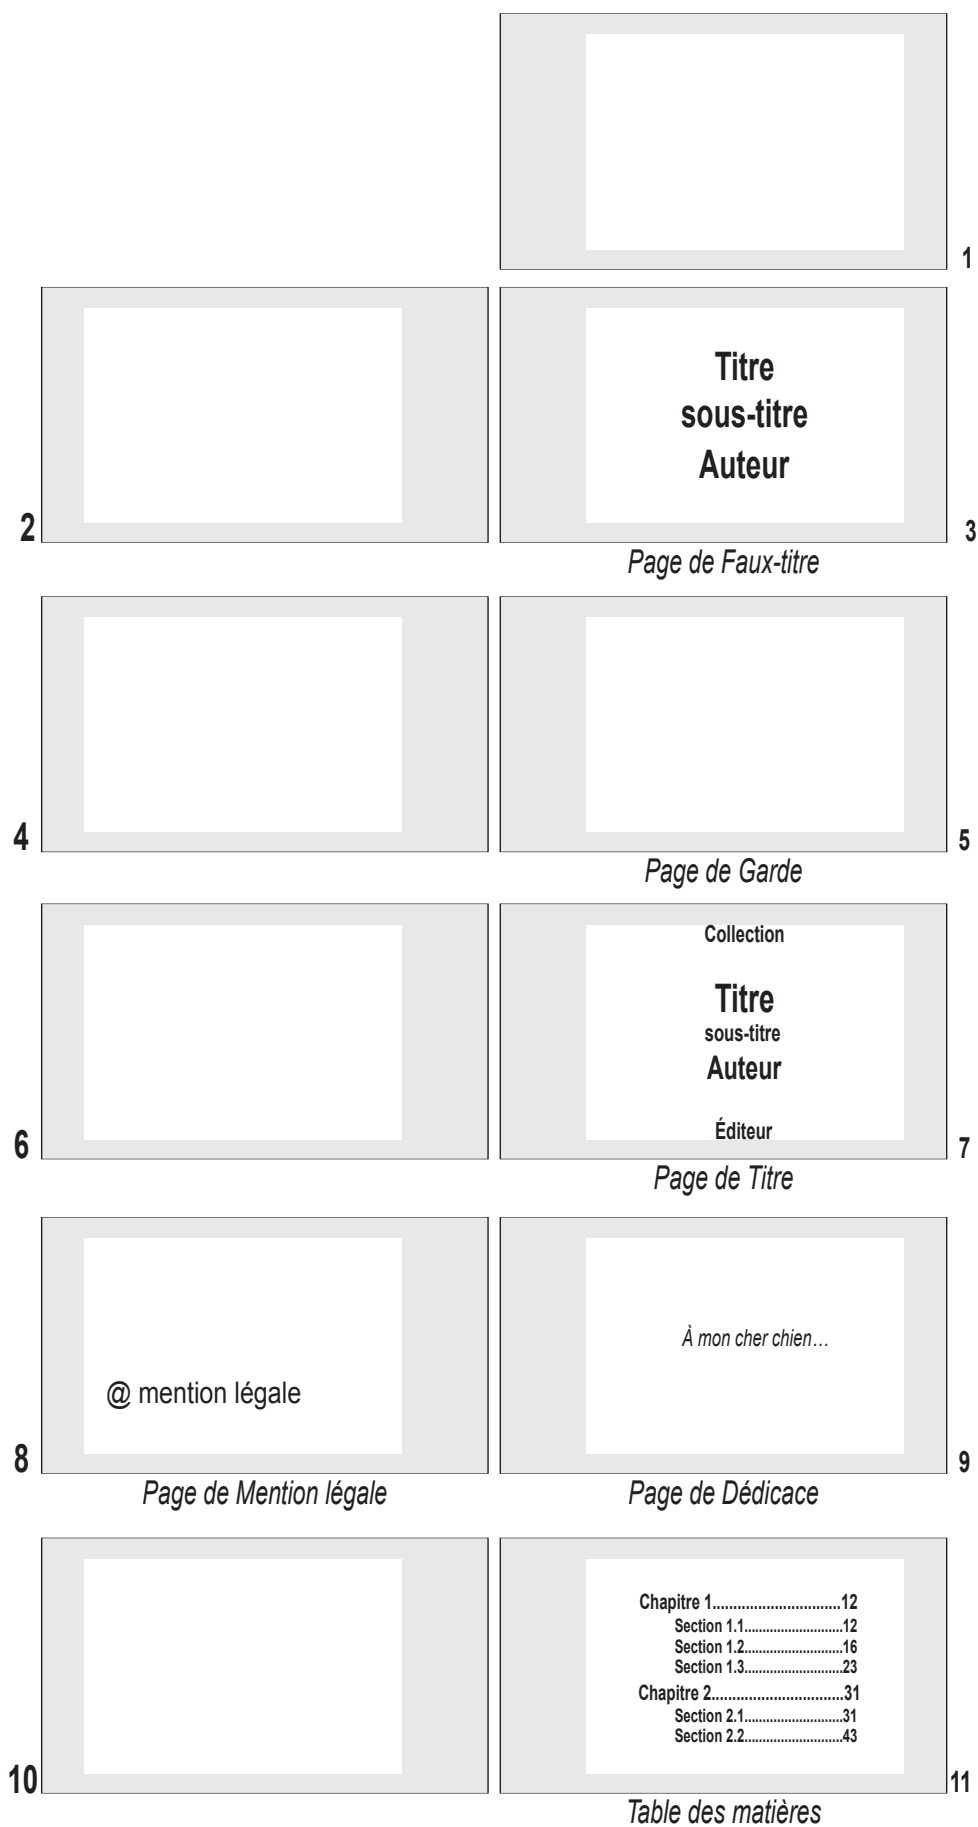 1
Titre
sous-titre
Auteur
2
3
Page de Faux-titre
4
5
Page de Garde
Collection
Titre
sous-titre
Auteur
Éditeur
6
7
Page de Titre
@ mention légale
8
Page de Mention légale
À mon cher chien…
9
Page de Dédicace
10
Chapitre 1...............................12
Section 1.1...........................12
Section 1.2...........................16
Section 1.3...........................23
Chapitre 2................................31
Section 2.1...........................31
Section 2.2...........................43
11
Table des matières